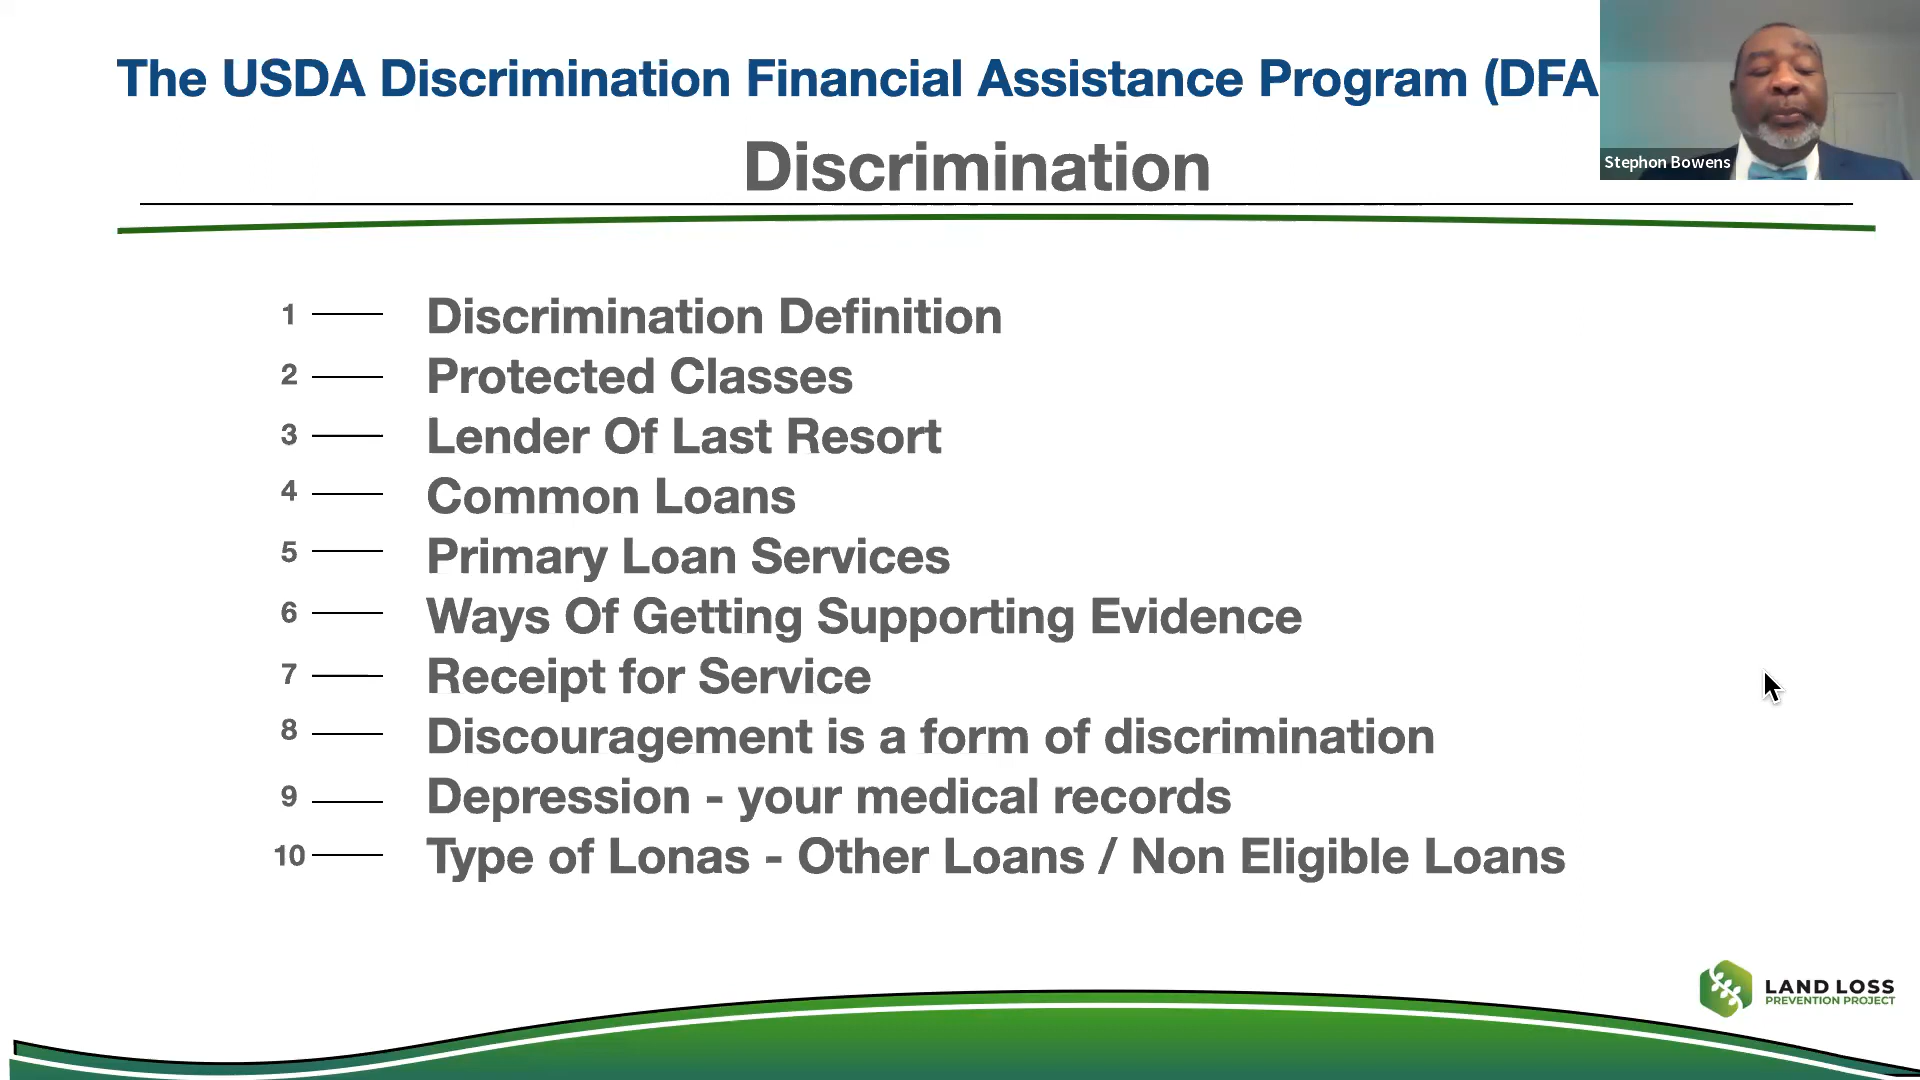 The USDA Discrimination Financial Assistance Program (DFA
Discrimination
Stephon Bowens
1 Discrimination Definition
2 Protected Classes
3 Lender Of Last Resort
4 Common Loans
5 Primary Loan Services
6 Ways Of Getting Supporting Evidence
7 Receipt for Service
8 Discouragement is a form of discrimination
9 Depression - your medical records
10 Type of Lonas - Other Loans / Non Eligible Loans
LAND LOSS
PREVENTION PROJECT